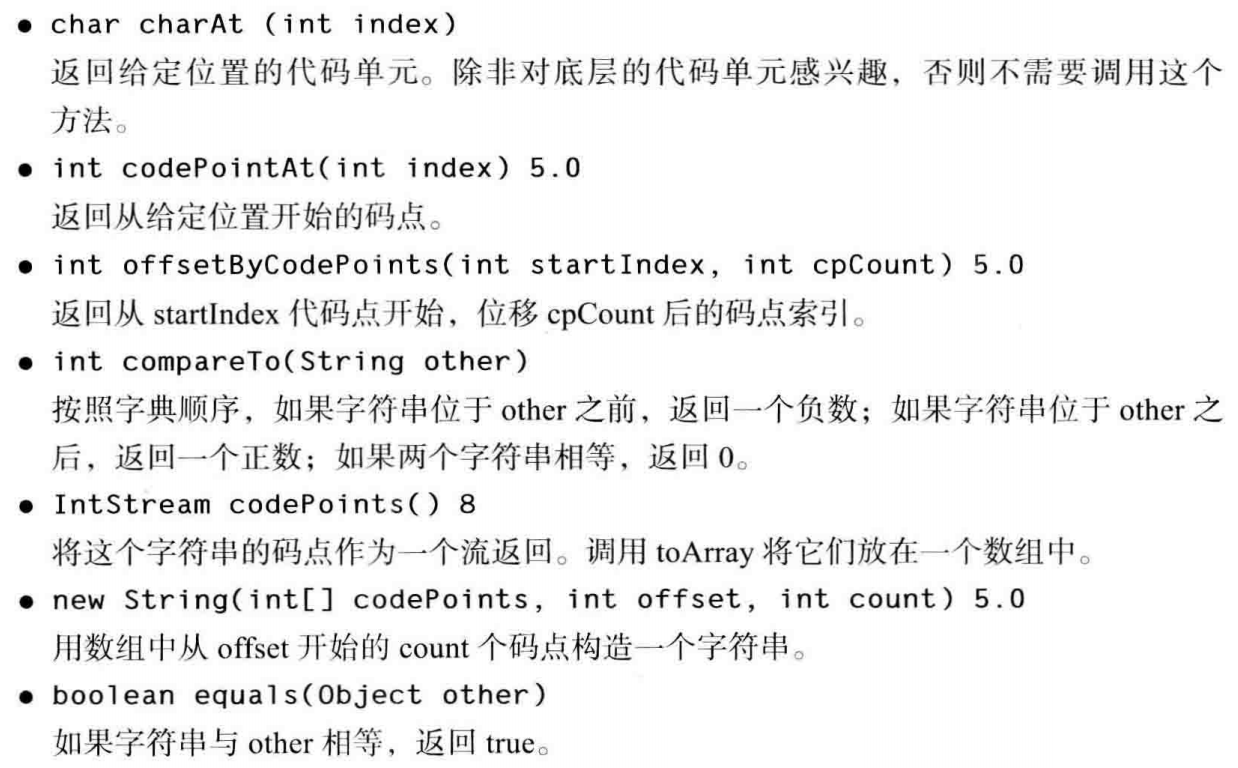 ● char charAt (int index)
返回给定位置的代码单元。除非对底层的代码单元感兴趣，否则不需要调用这个
方法。
● int codePointAt(int index) 5.0
返回从给定位置开始的码点。
● int offsetByCodePoints(int startIndex, int cpCount) 5.0
返回从 startIndex 代码点开始，位移 cpCount 后的码点索引。
● int compareTo(String other)
按照字典顺序，如果字符串位于 other 之前，返回一个负数；如果字符串位于 other 之
后，返回一个正数；如果两个字符串相等，返回 0。
● IntStream codePoints() 8
将这个字符串的码点作为一个流返回。调用 toArray 将它们放在一个数组中。
● new String(int[] codePoints, int offset, int count) 5.0
用数组中从 offset 开始的 count 个码点构造一个字符串。
● boolean equals(Object other)
如果字符串与 other 相等，返回 true。